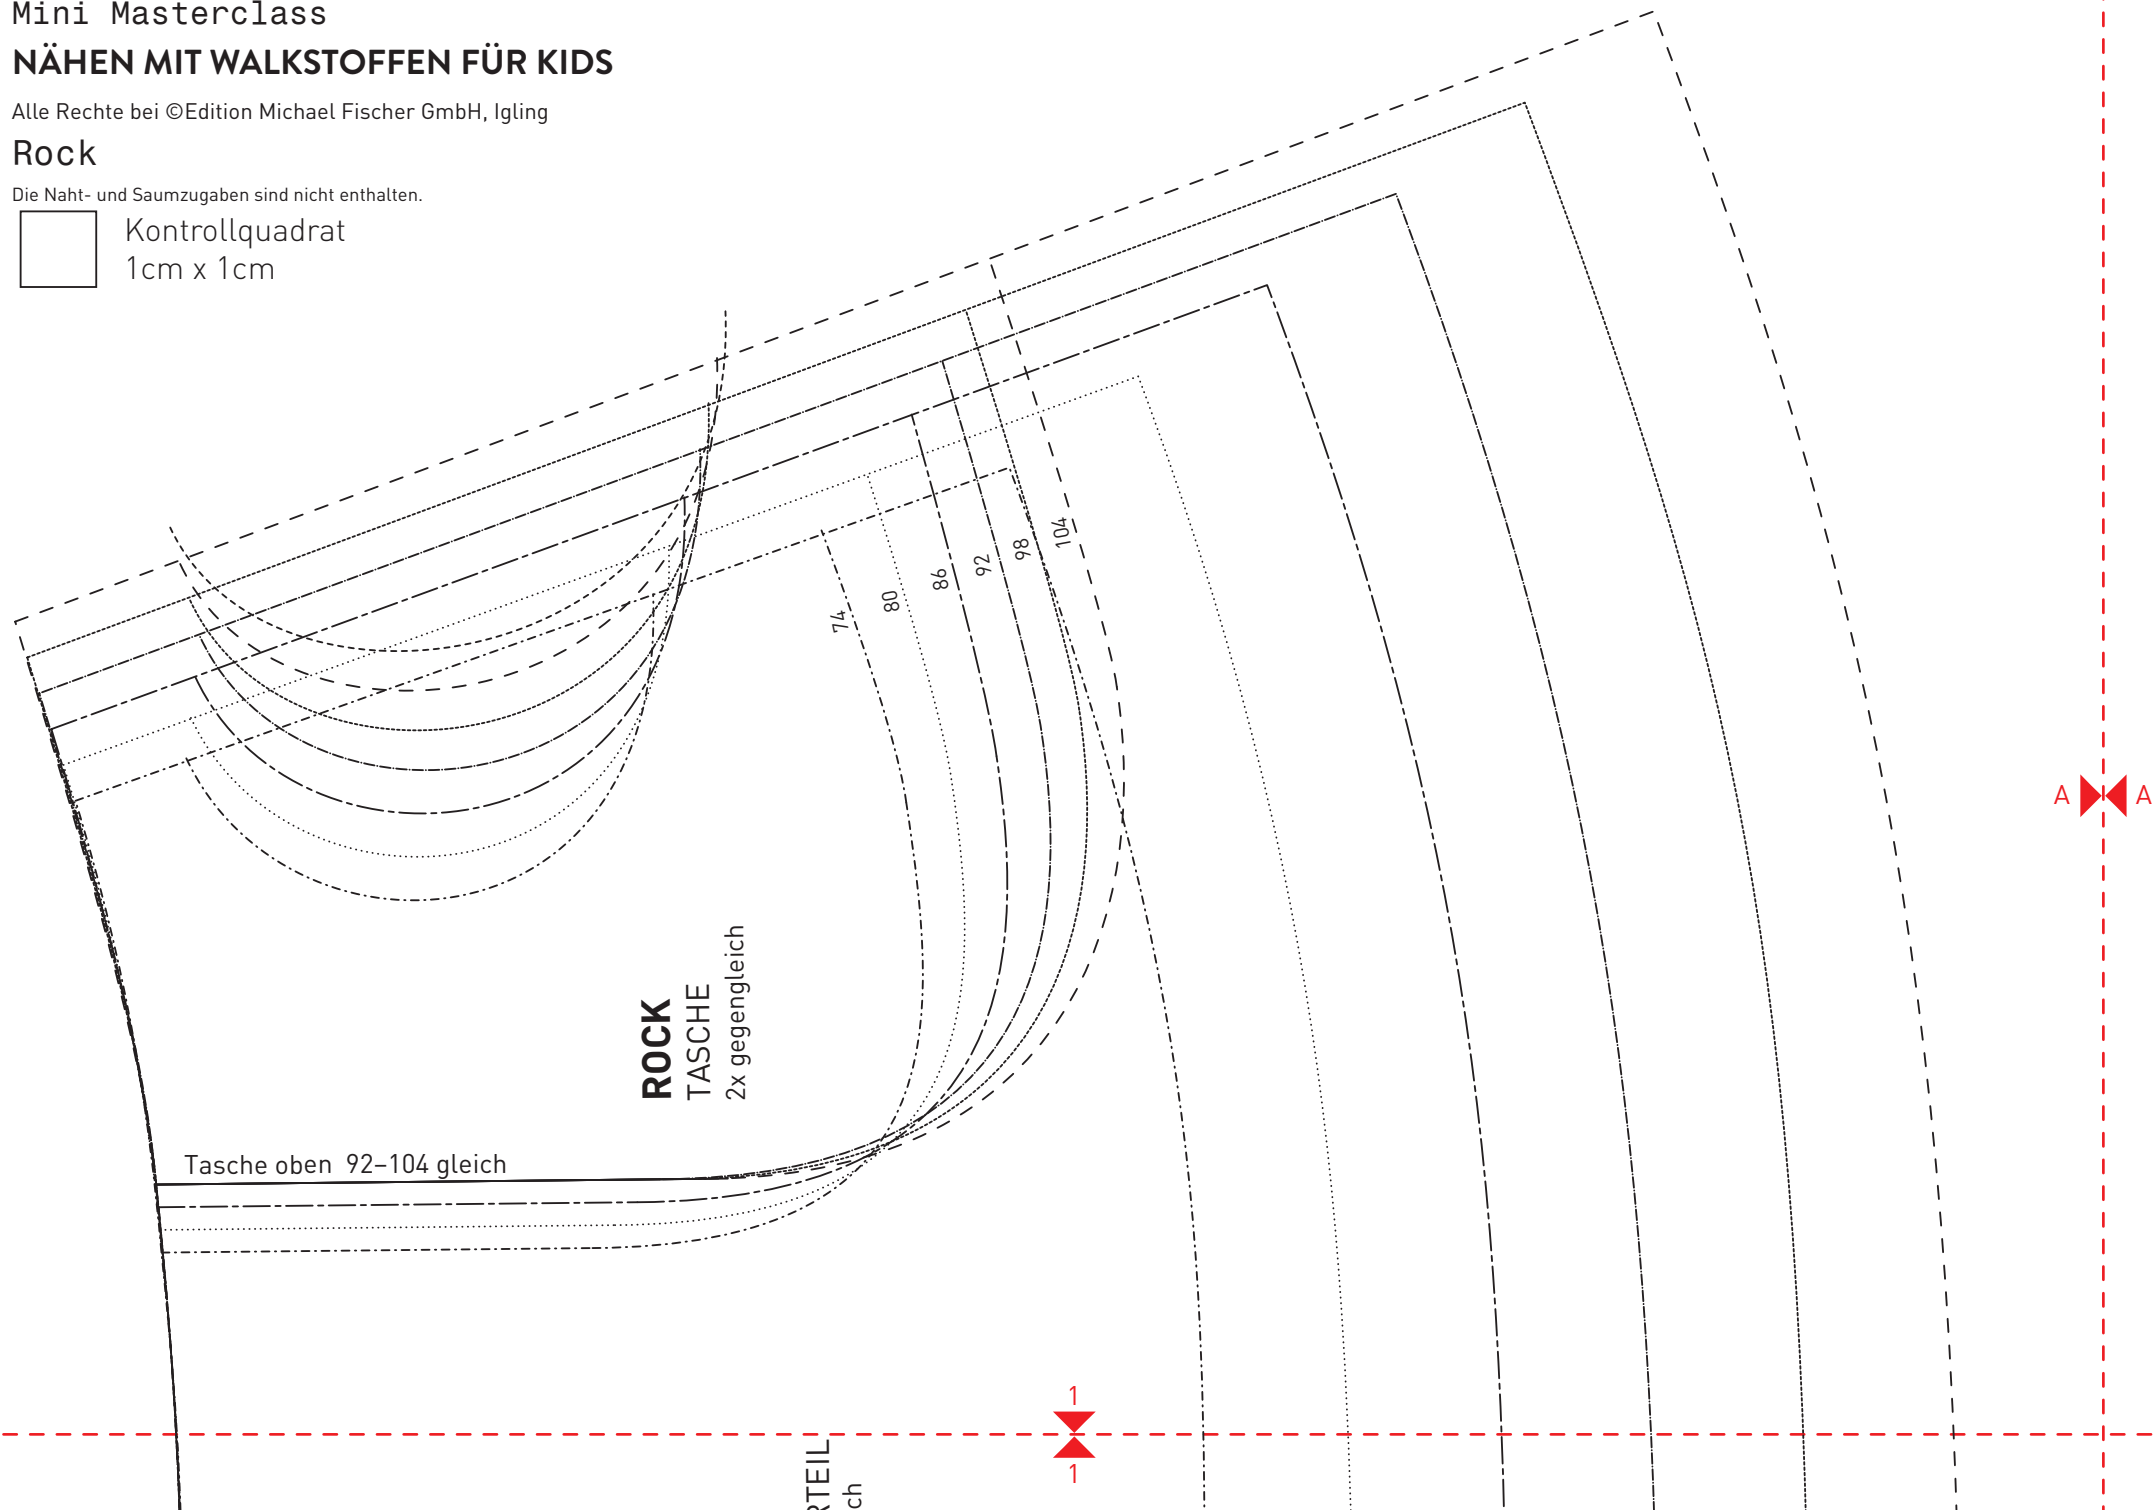 Mini Masterclass
NÄHEN MIT WALKSTOFFEN FÜR KIDS
Alle Rechte bei ©Edition Michael Fischer GmbH, Igling
Rock
Die Naht- und Saumzugaben sind nicht enthalten.
Kontrollquadrat
1cm x 1cm
74
80
86
92
98
104
A A
ROCK
TASCHE
2x gegengleich
Tasche oben 92–104 gleich
1
1